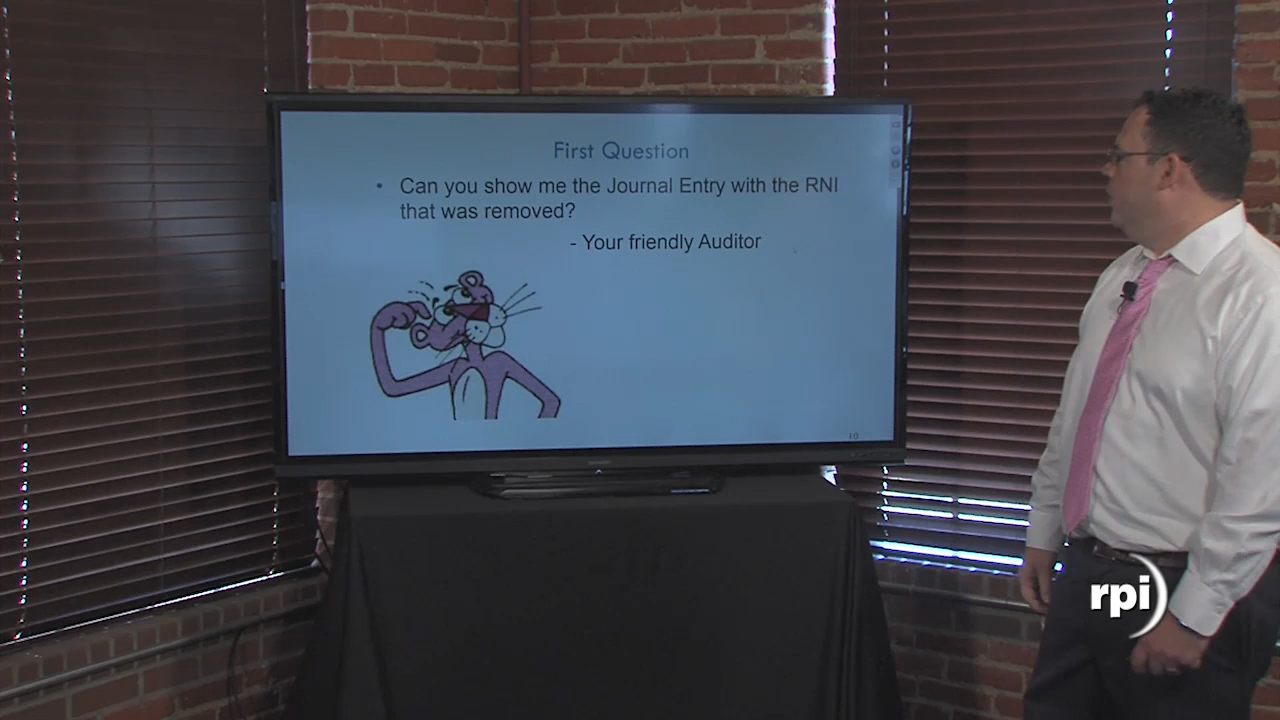 First Question
• Can you show me the Journal Entry with the RNI
that was removed?
- Your friendly Auditor
10
rpi